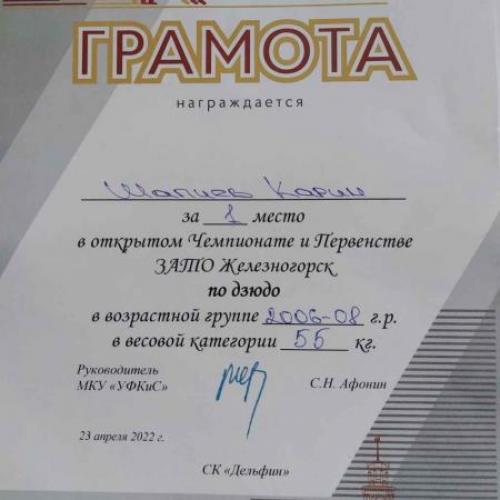 ГРАМОТА
награждается
Шапиев Карим
за 1 место
в открытом Чемпионате и Первенстве
ЗАТО Железногорск
по дзюдо
в возрастной группе 2006-08 г.р.
в весовой категории 55 кг.
Руководитель
МКУ «УФКиС»
С.Н. Афонин
23 апреля 2022 г.
СК «Дельфин»